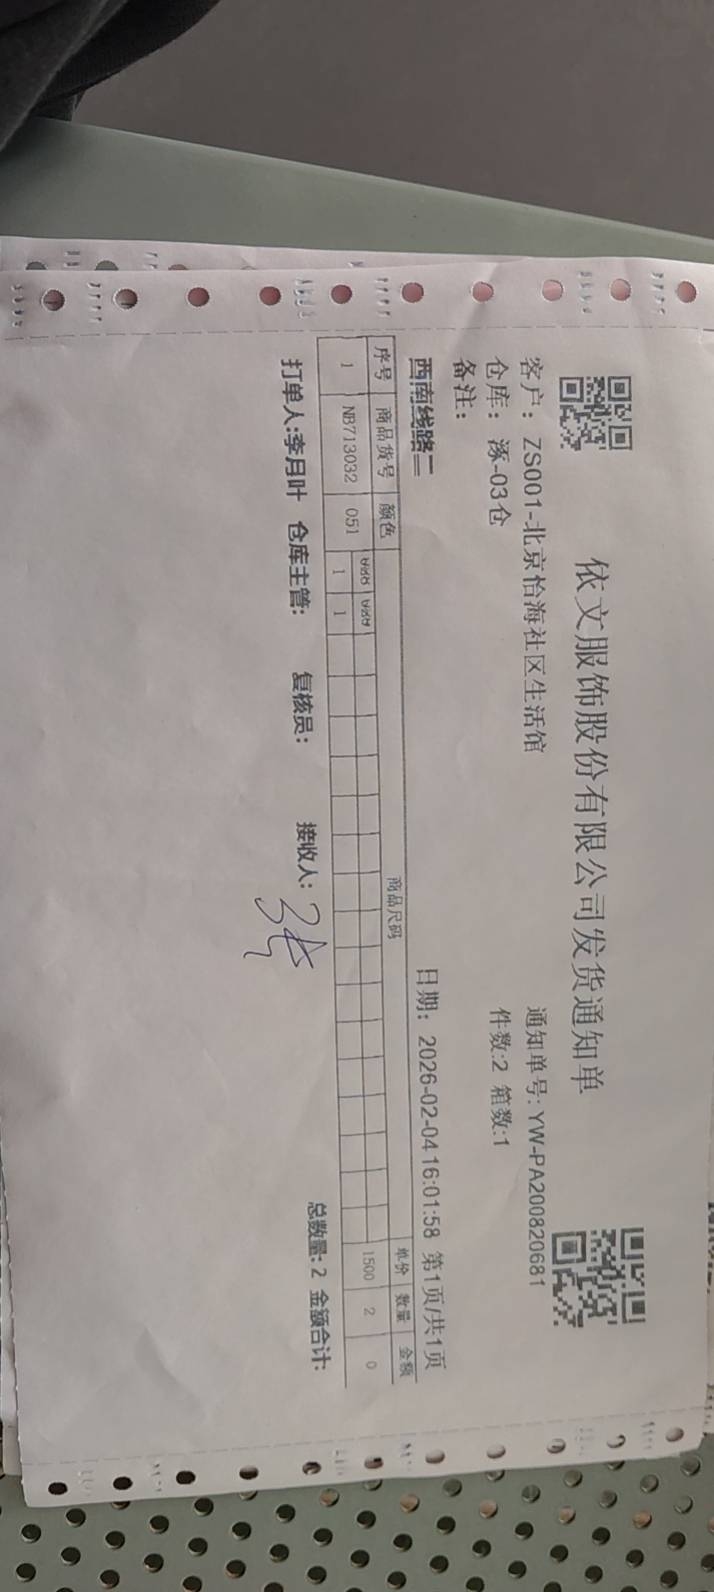 依文服饰股份有限公司发货通知单
客户：ZS001-北京怡海社区生活馆 通知单号：YW-PA200820681
仓库：涿-03仓 件数:2 箱数:1
备注：
西南线路二 日期：2026-02-04 16:01:58 第1页/共1页
序号 商品货号 颜色 商品尺码 单价 数量 金额
1 NB713032 051 1500 2 0
1 1
总数量: 2 金额合计:
打单人:李月叶 仓库主管: 复核员: 接收人: